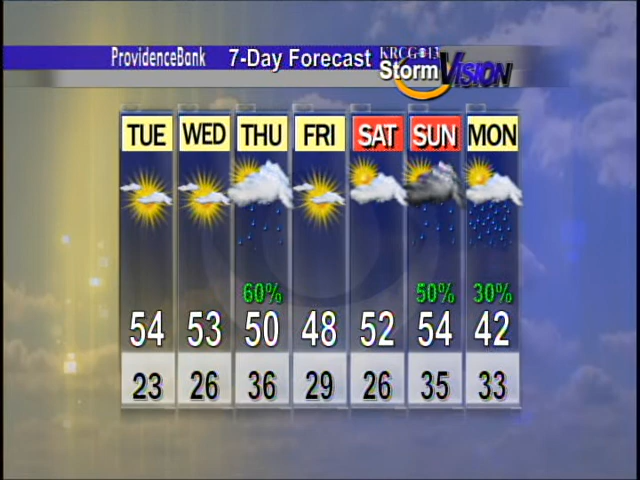 ProvidenceBank 7-Day Forecast KRCG 13
StormVISION
TUE WED THU FRI SAT SUN MON
60% 50% 30%
54 53 50 48 52 54 42
23 26 36 29 26 35 33